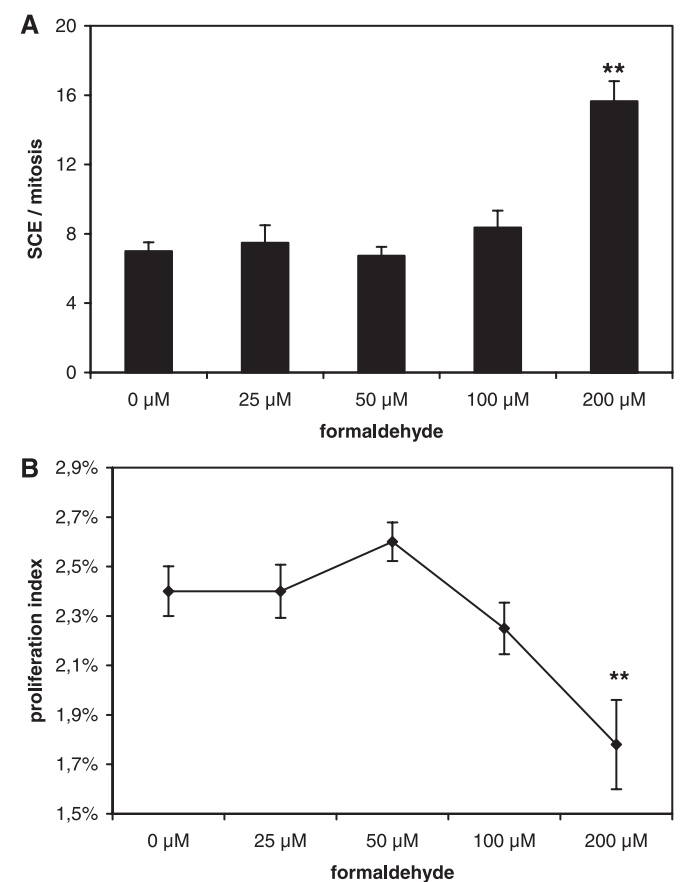 A
20
16
12
8
4
0
SCE / mitosis
**
0 µM 25 µM 50 µM 100 µM 200 µM
formaldehyde
B
2,9%
2,7%
2,5%
2,3%
2,1%
1,9%
1,7%
1,5%
proliferation index
**
0 µM 25 µM 50 µM 100 µM 200 µM
formaldehyde